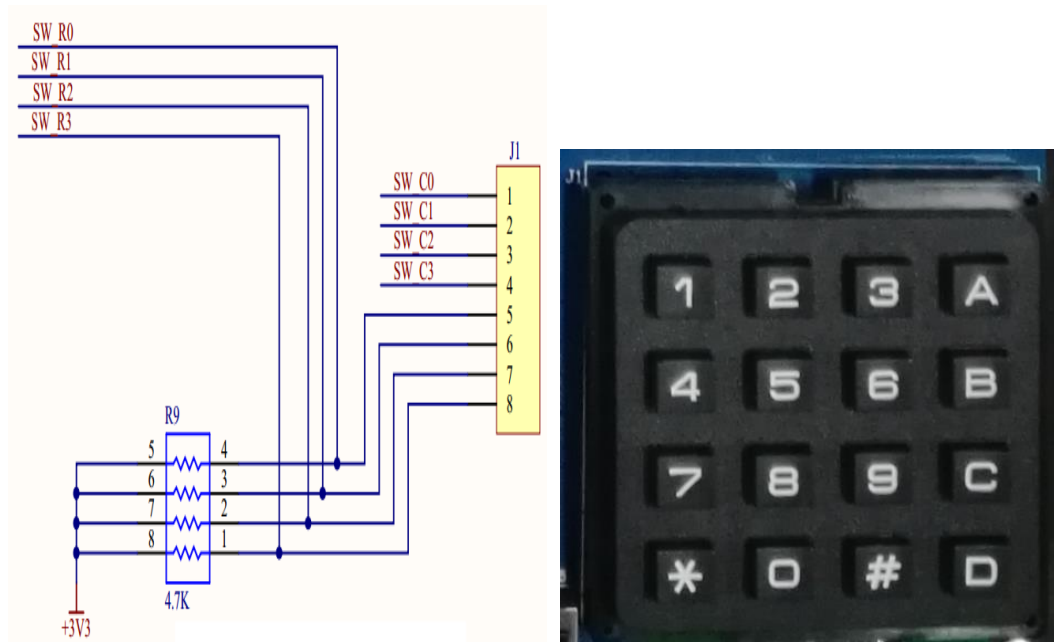 SW_R0
SW_R1
SW_R2
SW_R3
J1
SW_C0 1
SW_C1 2
SW_C2 3
SW_C3 4
5
6
7
8
R9
5 4
6 3
7 2
8 1
4.7K
+3V3
J1
1 2 3 A
4 5 6 B
7 8 9 C
* 0 # D